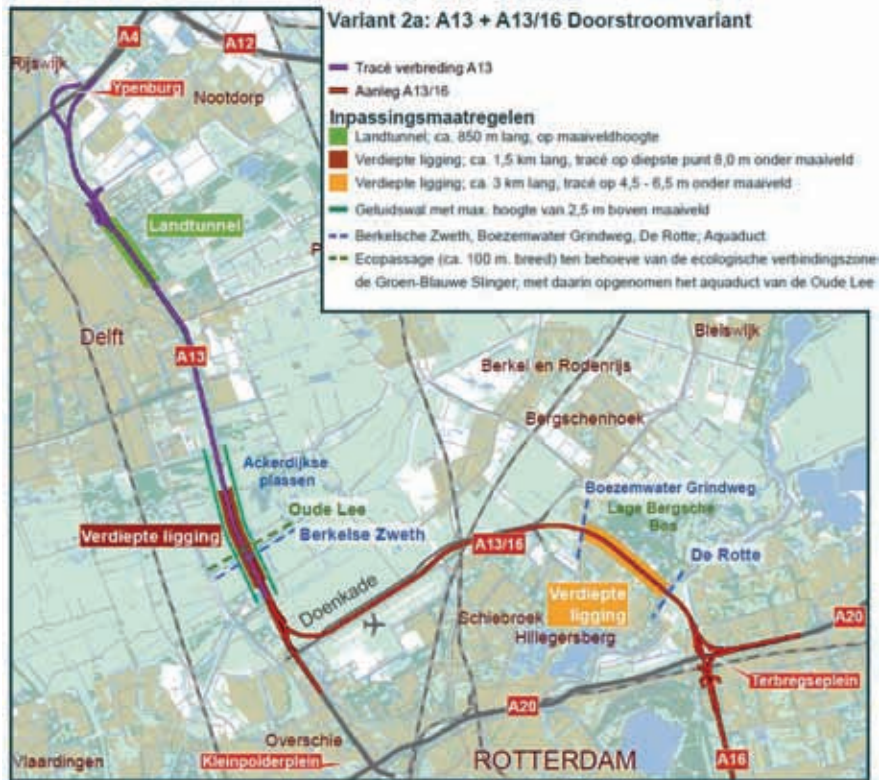 Variant 2a: A13 + A13/16 Doorstroomvariant
Tracé verbreding A13
Aanleg A13/16
Inpassingsmaatregelen
Landtunnel; ca. 850 m lang, op maaiveldhoogte
Verdiepte ligging; ca. 1,5 km lang, tracé op diepste punt 8,0 m onder maaiveld
Verdiepte ligging; ca. 3 km lang, tracé op 4,5 - 6,5 m onder maaiveld
Geluidswal met max. hoogte van 2,5 m boven maaiveld
Berkelsche Zweth, Boezemwater Grindweg, De Rotte; Aquaduct
Ecopassage (ca. 100 m. breed) ten behoeve van de ecologische verbindingszone
de Groen-Blauwe Slinger; met daarin opgenomen het aquaduct van de Oude Lee
A4
A12
Rijswijk
Ypenburg
Nootdorp
Landtunnel
P
Delft
A13
Bleiswijk
Berkel en Rodenrijs
Bergschenhoek
Ackerdijkse
plassen
Boezemwater Grindweg
Oude Lee
Lage Bergsche
Bos
Verdiepte ligging
Berkelse Zweth
A13/16
De Rotte
Doenkade
Verdiepte
ligging
Schiebroek
Hillegersberg
A20
Terbregseplein
A20
Overschie
Vlaardingen
Kleinpolderplein
ROTTERDAM
A16